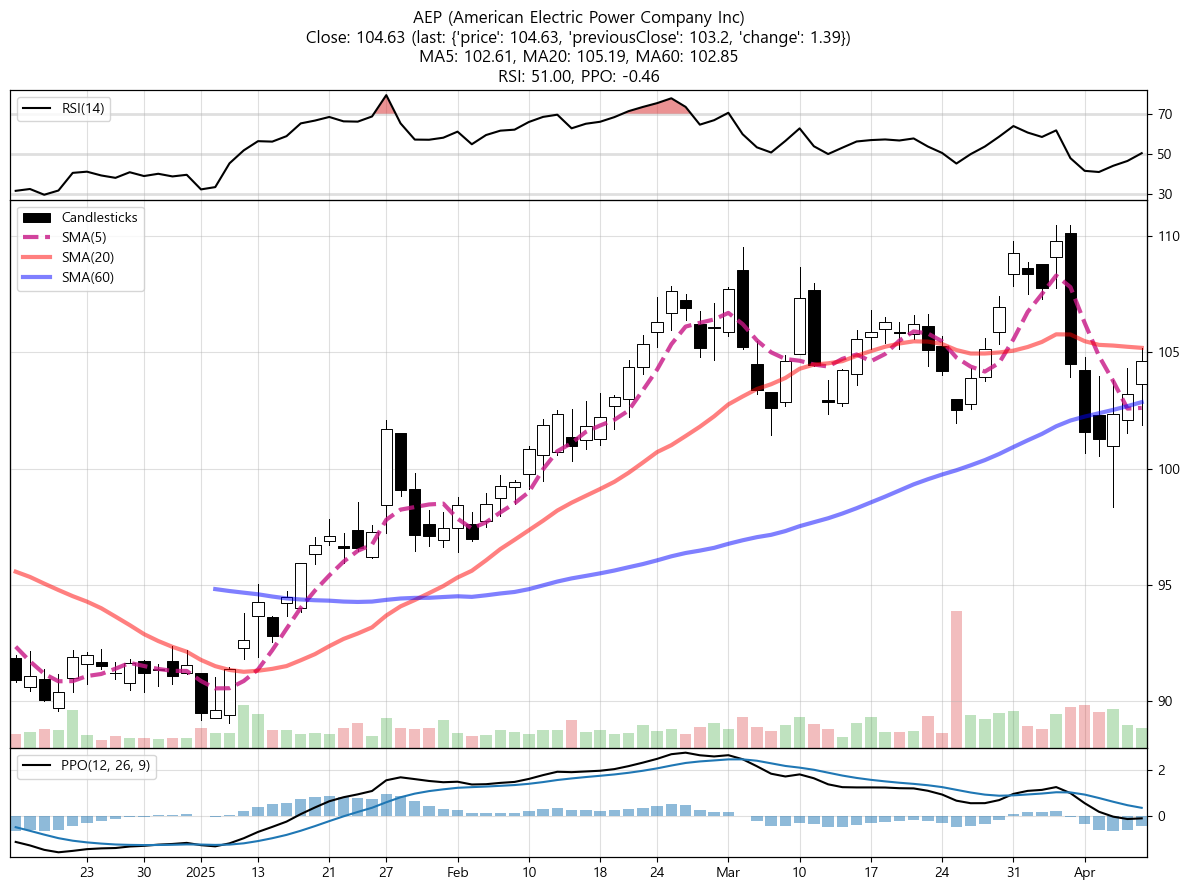 AEP (American Electric Power Company Inc)
Close: 104.63 (last: {'price': 104.63, 'previousClose': 103.2, 'change': 1.39})
MA5: 102.61, MA20: 105.19, MA60: 102.85
RSI: 51.00, PPO: -0.46
RSI(14)
70
50
30
Candlesticks
SMA(5)
SMA(20)
SMA(60)
110
105
100
95
90
PPO(12, 26, 9)
2
0
23 30 2025 13 21 27 Feb 10 18 24 Mar 10 17 24 31 Apr